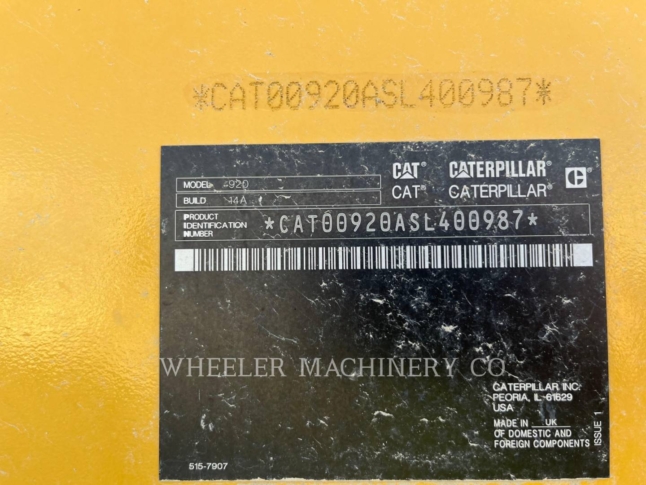 *CAT00920ASL400987*
CAT® CATERPILLAR®
CAT® CATERPILLAR®
MODEL 920
BUILD 14A
PRODUCT IDENTIFICATION NUMBER *CAT00920ASL400987*
WHEELER MACHINERY CO.
CATERPILLAR INC.
PEORIA, IL 61629
USA
MADE IN UK
OF DOMESTIC AND
FOREIGN COMPONENTS
ISSUE 1
515-7907